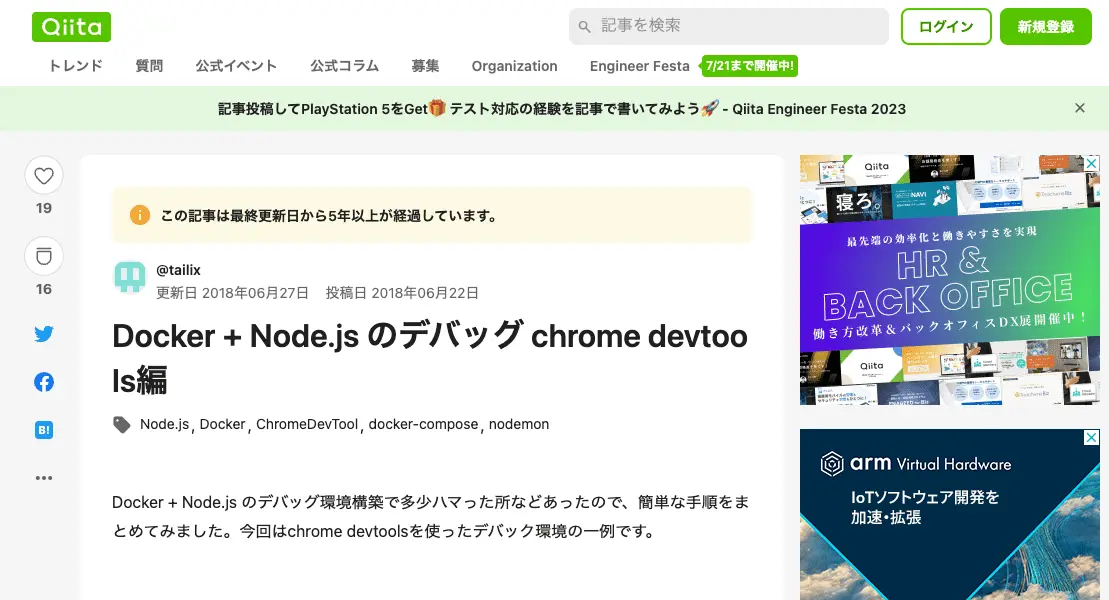 Qiita
記事を検索
ログイン
新規登録
トレンド
質問
公式イベント
公式コラム
募集
Organization
Engineer Festa
7/21まで開催中!
記事投稿してPlayStation 5をGet🎁 テスト対応の経験を記事で書いてみよう🚀 - Qiita Engineer Festa 2023
19
16
B!
この記事は最終更新日から5年以上が経過しています。
@tailix
更新日 2018年06月27日 投稿日 2018年06月22日
Docker + Node.js のデバッグ chrome devtoo
ls編
Node.js, Docker, ChromeDevTool, docker-compose, nodemon
Docker + Node.js のデバッグ環境構築で多少ハマった所などあったので、簡単な手順をま
とめてみました。今回はchrome devtoolsを使ったデバック環境の一例です。
Qiita
寝ろ。
NAVI
最先端の効率化と働きやすさを実現
HR &
BACK OFFICE
働き方改革&バックオフィスDX展開催中!
Qiita
arm Virtual Hardware
IoTソフトウェア開発を
加速・拡張